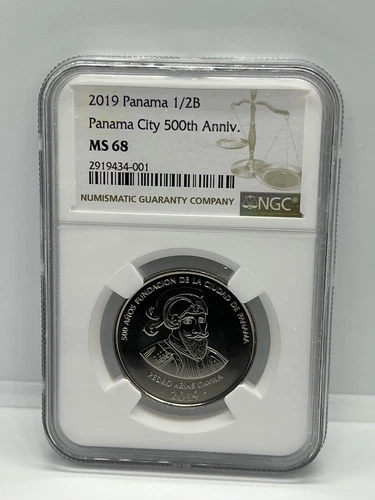 2019 Panama 1/2B
Panama City 500th Anniv.
MS 68
2919434-001
NUMISMATIC GUARANTY COMPANY
NGC
500 AÑOS FUNDACION DE LA CIUDAD DE PANAMA
PEDRO ARIAS DAVILA
2019